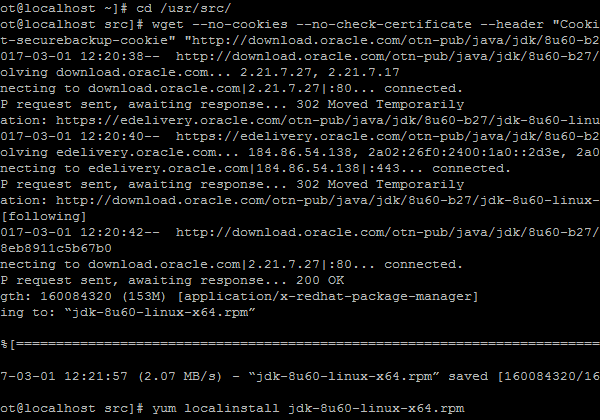 ot@localhost ~]# cd /usr/src/
ot@localhost src]# wget --no-cookies --no-check-certificate --header "Cooki
t-securebackup-cookie" "http://download.oracle.com/otn-pub/java/jdk/8u60-b2
017-03-01 12:20:38--  http://download.oracle.com/otn-pub/java/jdk/8u60-b27/
olving download.oracle.com... 2.21.7.27, 2.21.7.17
necting to download.oracle.com|2.21.7.27|:80... connected.
P request sent, awaiting response... 302 Moved Temporarily
ation: https://edelivery.oracle.com/otn-pub/java/jdk/8u60-b27/jdk-8u60-linu
017-03-01 12:20:40--  https://edelivery.oracle.com/otn-pub/java/jdk/8u60-b2
olving edelivery.oracle.com... 184.86.54.138, 2a02:26f0:2400:1a0::2d3e, 2a0
necting to edelivery.oracle.com|184.86.54.138|:443... connected.
P request sent, awaiting response... 302 Moved Temporarily
ation: http://download.oracle.com/otn-pub/java/jdk/8u60-b27/jdk-8u60-linux-
[following]
017-03-01 12:20:42--  http://download.oracle.com/otn-pub/java/jdk/8u60-b27/
8eb8911c5b67b0
necting to download.oracle.com|2.21.7.27|:80... connected.
P request sent, awaiting response... 200 OK
gth: 160084320 (153M) [application/x-redhat-package-manager]
ing to: “jdk-8u60-linux-x64.rpm”
%[=========================================================================
7-03-01 12:21:57 (2.07 MB/s) - “jdk-8u60-linux-x64.rpm” saved [160084320/16
ot@localhost src]# yum localinstall jdk-8u60-linux-x64.rpm